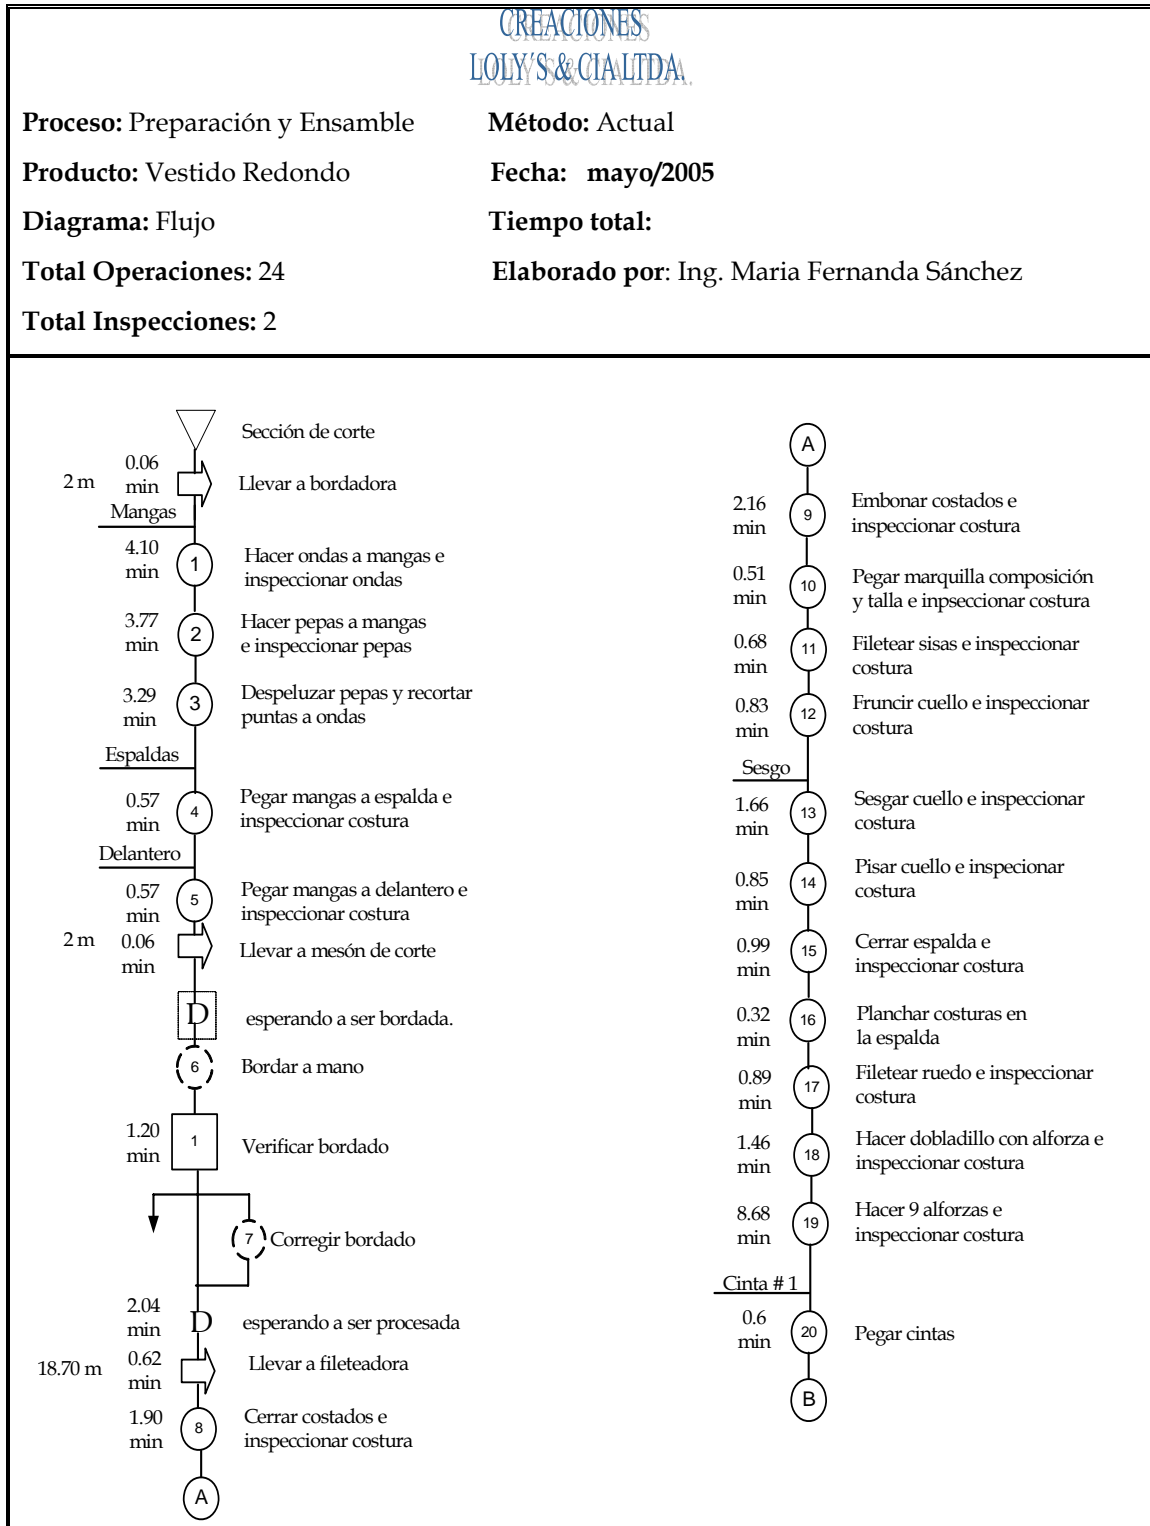 CREACIONES
LOLY´S & CIA LTDA.
Proceso: Preparación y Ensamble
Método: Actual
Producto: Vestido Redondo
Fecha: mayo/2005
Diagrama: Flujo
Tiempo total:
Total Operaciones: 24
Elaborado por: Ing. Maria Fernanda Sánchez
Total Inspecciones: 2
Sección de corte
2 m
0.06
min
Llevar a bordadora
Mangas
4.10
min
1
Hacer ondas a mangas e
inspeccionar ondas
3.77
min
2
Hacer pepas a mangas
e inspeccionar pepas
3.29
min
3
Despeluzar pepas y recortar
puntas a ondas
Espaldas
0.57
min
4
Pegar mangas a espalda e
inspeccionar costura
Delantero
0.57
min
5
Pegar mangas a delantero e
inspeccionar costura
2 m
0.06
min
Llevar a mesón de corte
D
esperando a ser bordada.
6
Bordar a mano
1.20
min
1
Verificar bordado
7
Corregir bordado
2.04
min
D
esperando a ser procesada
18.70 m
0.62
min
Llevar a fileteadora
1.90
min
8
Cerrar costados e
inspeccionar costura
A
A
2.16
min
9
Embonar costados e
inspeccionar costura
0.51
min
10
Pegar marquilla composición
y talla e inpseccionar costura
0.68
min
11
Filetear sisas e inspeccionar
costura
0.83
min
12
Fruncir cuello e inspeccionar
costura
Sesgo
1.66
min
13
Sesgar cuello e inspeccionar
costura
0.85
min
14
Pisar cuello e inspecionar
costura
0.99
min
15
Cerrar espalda e
inspeccionar costura
0.32
min
16
Planchar costuras en
la espalda
0.89
min
17
Filetear ruedo e inspeccionar
costura
1.46
min
18
Hacer dobladillo con alforza e
inspeccionar costura
8.68
min
19
Hacer 9 alforzas e
inspeccionar costura
Cinta # 1
0.6
min
20
Pegar cintas
B